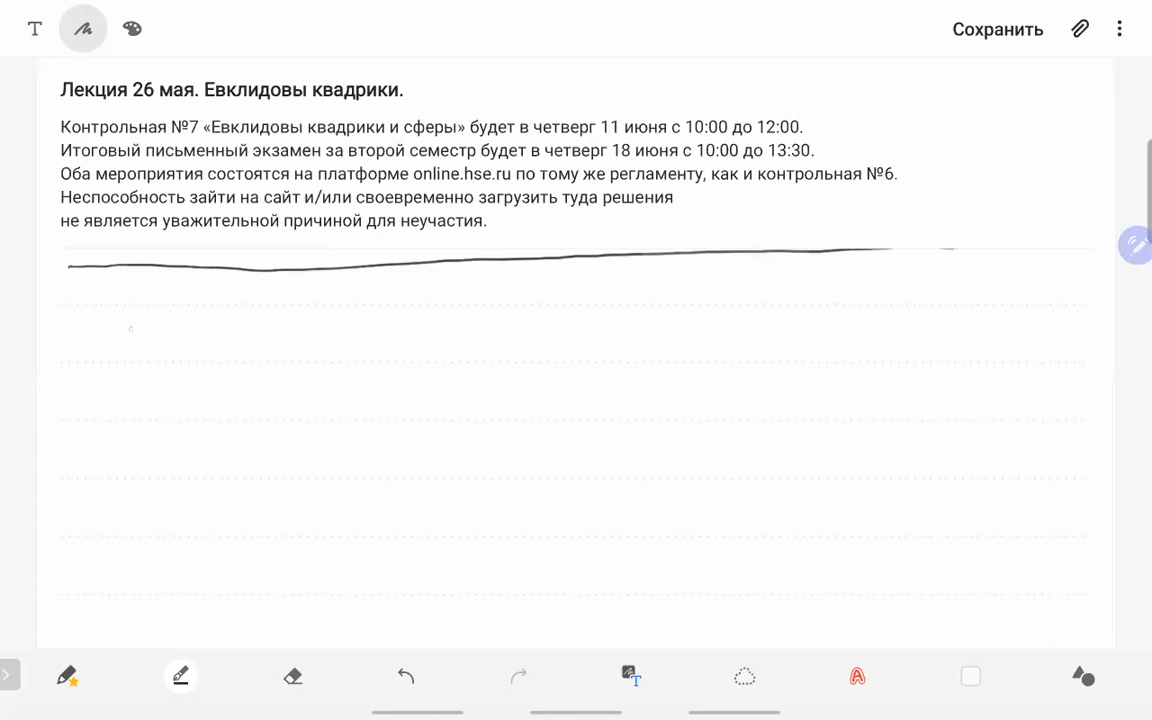 Сохранить
Лекция 26 мая. Евклидовы квадрики.
Контрольная №7 «Евклидовы квадрики и сферы» будет в четверг 11 июня с 10:00 до 12:00.
Итоговый письменный экзамен за второй семестр будет в четверг 18 июня с 10:00 до 13:30.
Оба мероприятия состоятся на платформе online.hse.ru по тому же регламенту, как и контрольная №6.
Неспособность зайти на сайт и/или своевременно загрузить туда решения
не является уважительной причиной для неучастия.